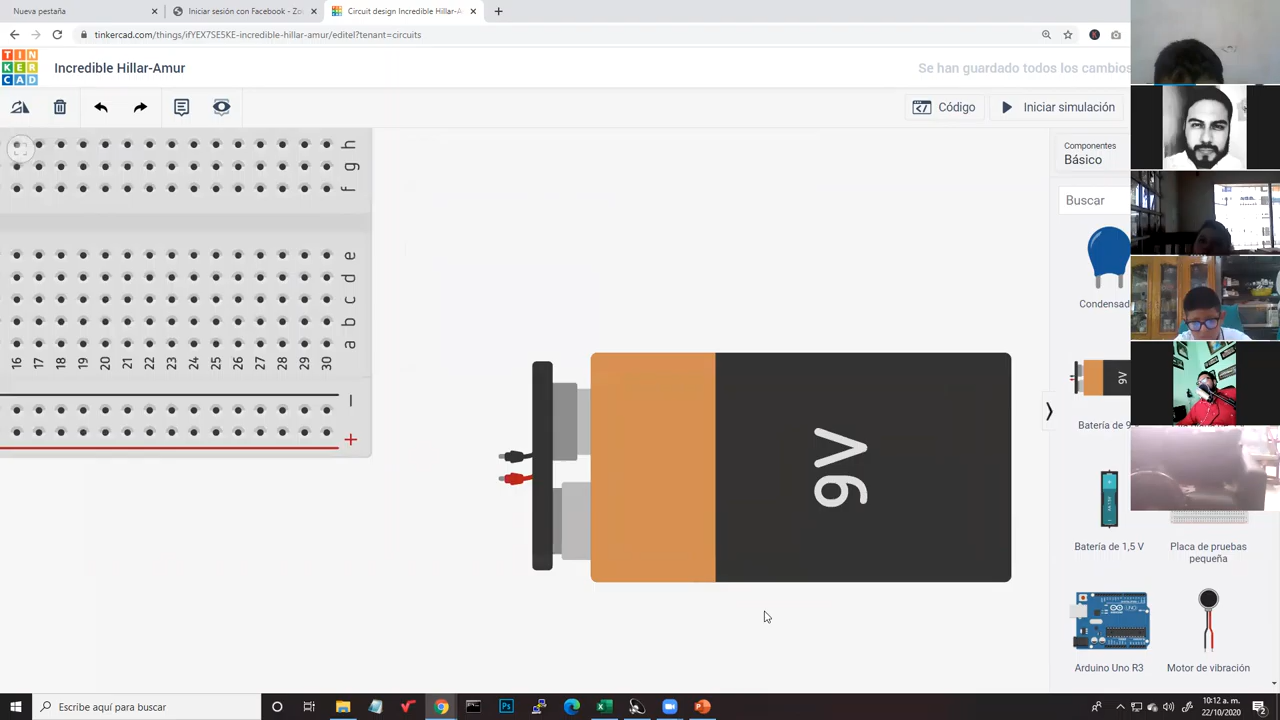 Nueva pestaña
Iniciar sesión con Facebook - Zo
Circuit design Incredible Hillar-A
tinkercad.com/things/ifYEX7SE5KE-incredible-hillar-amur/editel?tenant=circuits
TIN
KER
CAD
Incredible Hillar-Amur
Se han guardado todos los cambios
Código
Iniciar simulación
Componentes
Básico
Buscar
h
g
f
e
d
c
b
a
16 17 18 19 20 21 22 23 24 25 26 27 28 29 30
−
+
9V
Condensad
9V
Batería de 9
Batería de 1,5 V
Placa de pruebas
pequeña
Arduino Uno R3
Motor de vibración
Escribe aquí para buscar
10:12 a. m.
22/10/2020
2